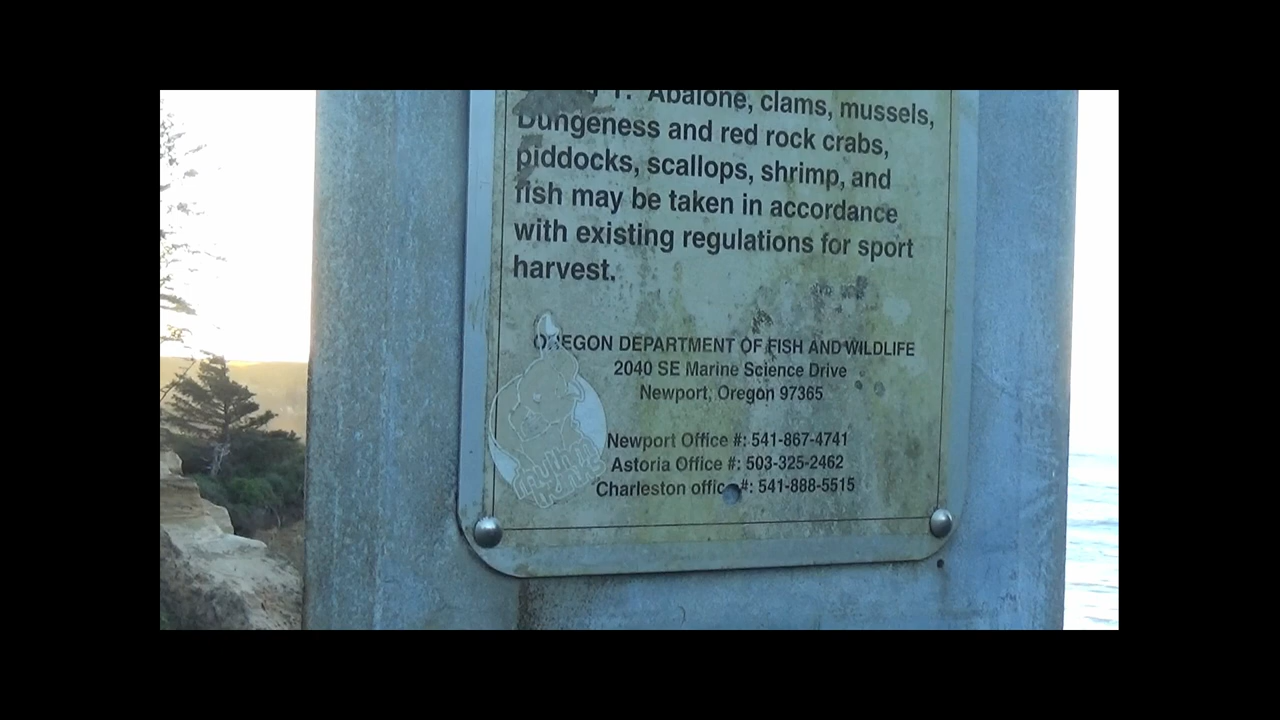 Abalone, clams, mussels,
Dungeness and red rock crabs,
piddocks, scallops, shrimp, and
fish may be taken in accordance
with existing regulations for sport
harvest.
OREGON DEPARTMENT OF FISH AND WILDLIFE
2040 SE Marine Science Drive
Newport, Oregon 97365
Newport Office #: 541-867-4741
Astoria Office #: 503-325-2462
Charleston office #: 541-888-5515